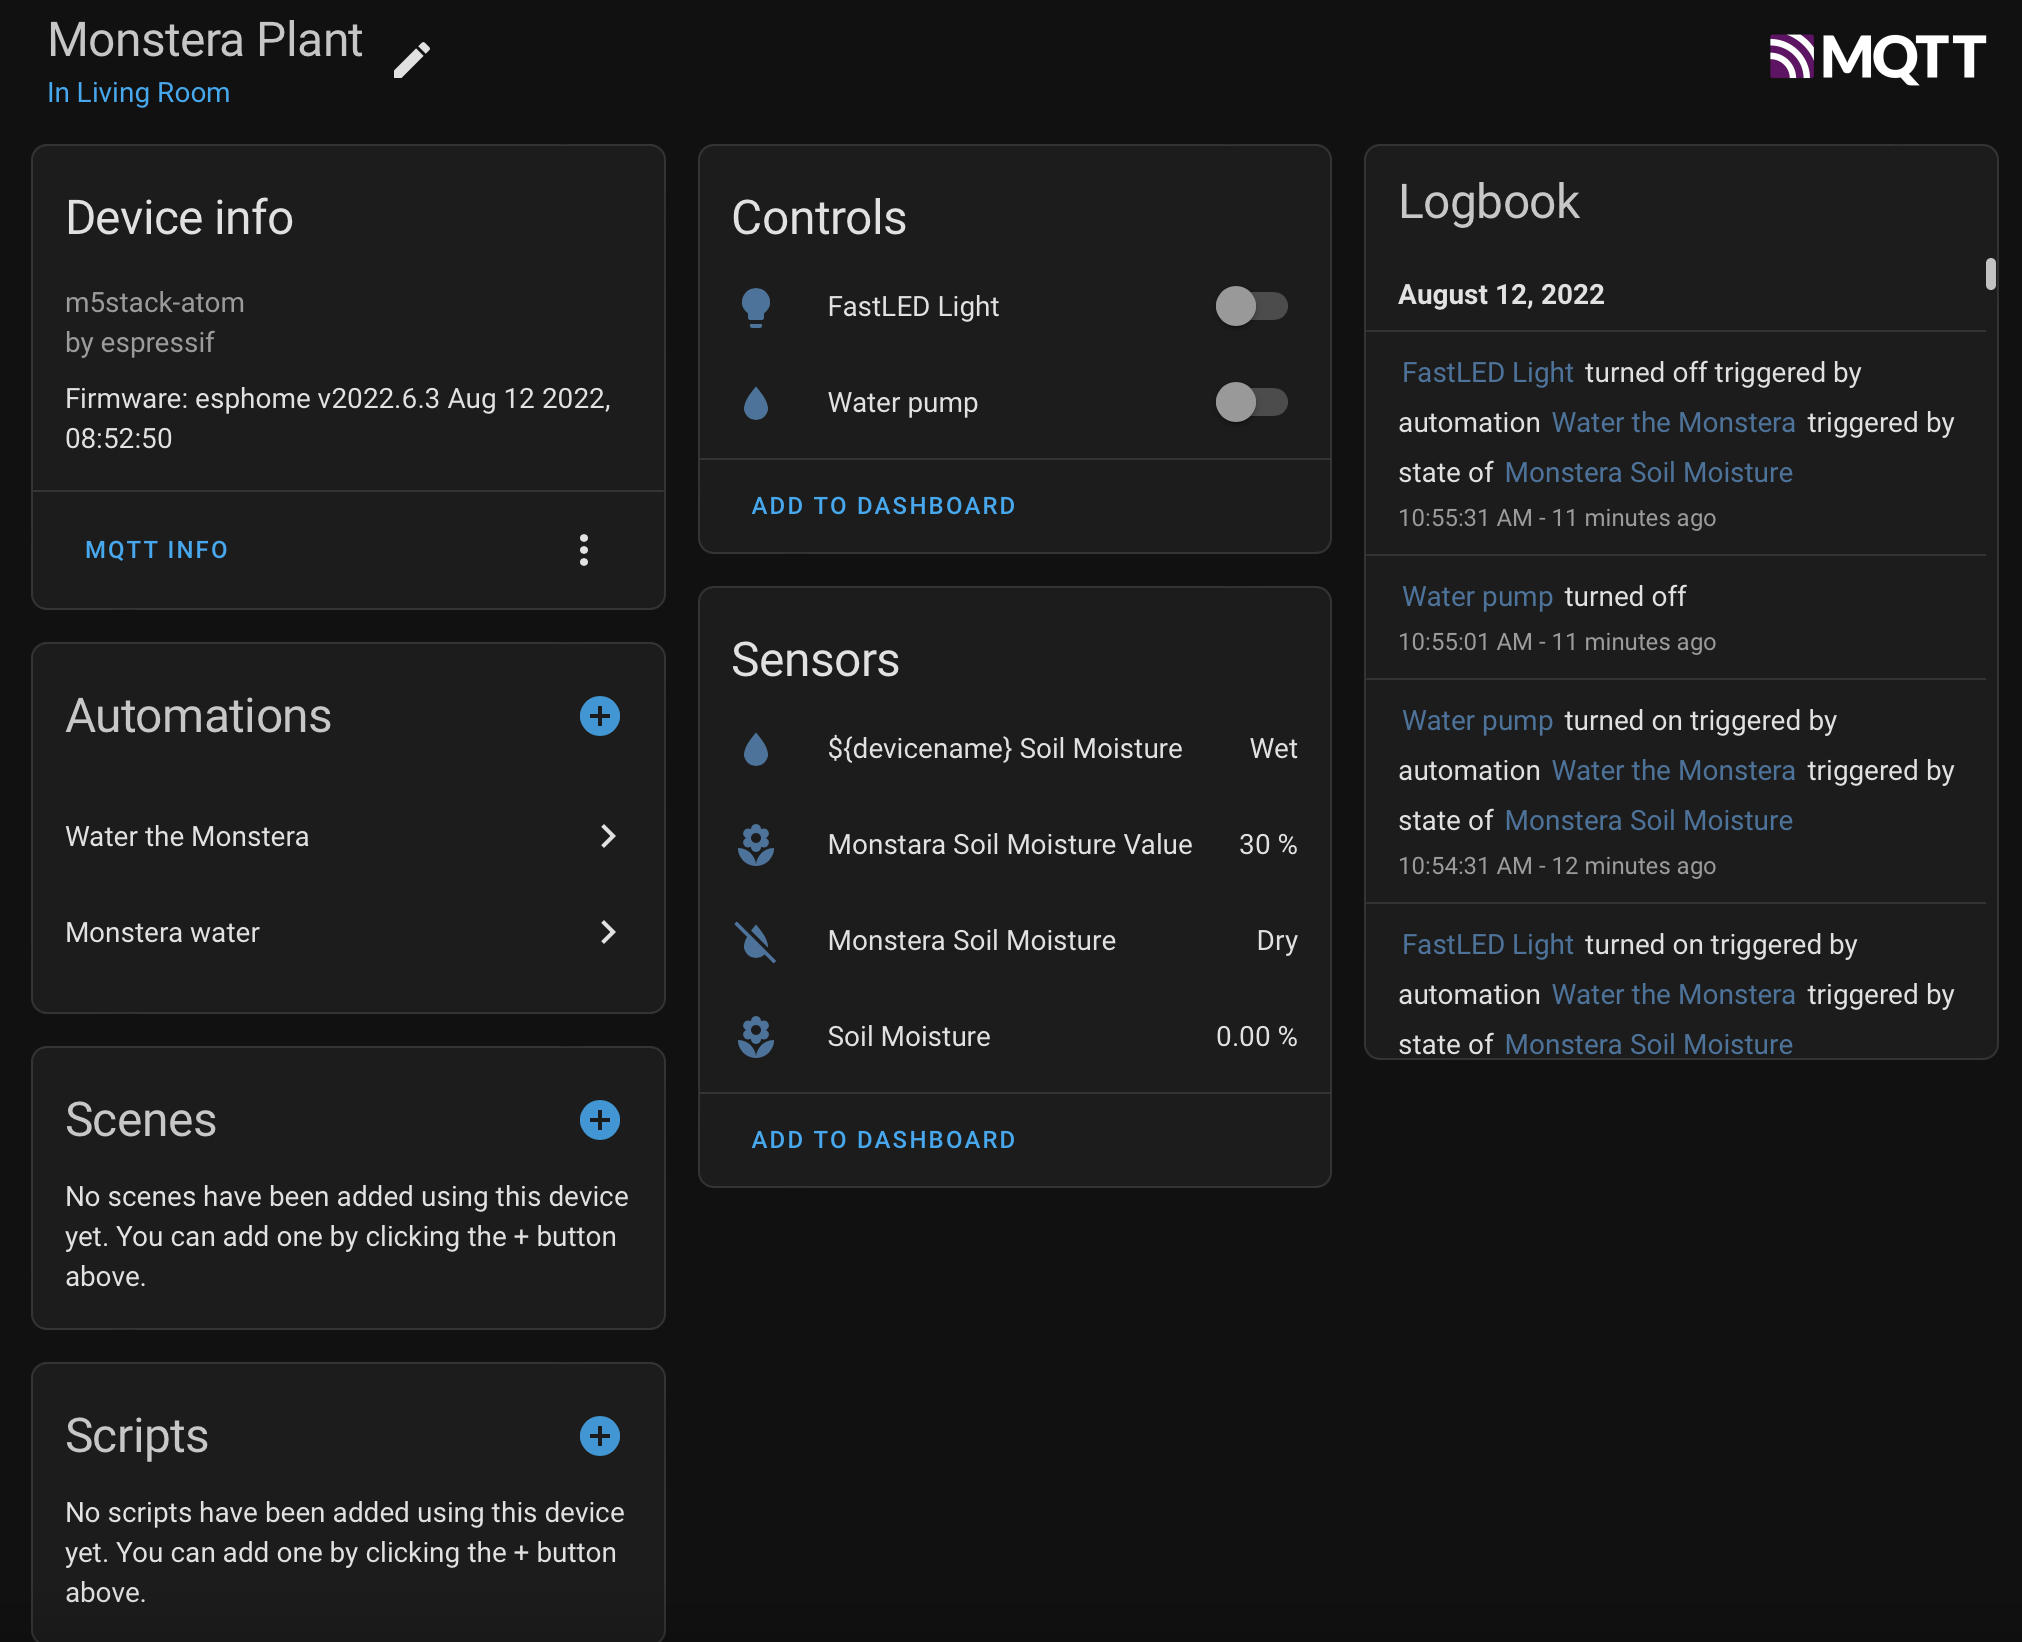 Monstera Plant
In Living Room
MQTT
Device info
m5stack-atom
by espressif
Firmware: esphome v2022.6.3 Aug 12 2022,
08:52:50
MQTT INFO
Automations
Water the Monstera
Monstera water
Scenes
No scenes have been added using this device
yet. You can add one by clicking the + button
above.
Scripts
No scripts have been added using this device
yet. You can add one by clicking the + button
above.
Controls
FastLED Light
Water pump
ADD TO DASHBOARD
Sensors
${devicename} Soil Moisture Wet
Monstara Soil Moisture Value 30 %
Monstera Soil Moisture Dry
Soil Moisture 0.00 %
ADD TO DASHBOARD
Logbook
August 12, 2022
FastLED Light turned off triggered by
automation Water the Monstera triggered by
state of Monstera Soil Moisture
10:55:31 AM - 11 minutes ago
Water pump turned off
10:55:01 AM - 11 minutes ago
Water pump turned on triggered by
automation Water the Monstera triggered by
state of Monstera Soil Moisture
10:54:31 AM - 12 minutes ago
FastLED Light turned on triggered by
automation Water the Monstera triggered by
state of Monstera Soil Moisture